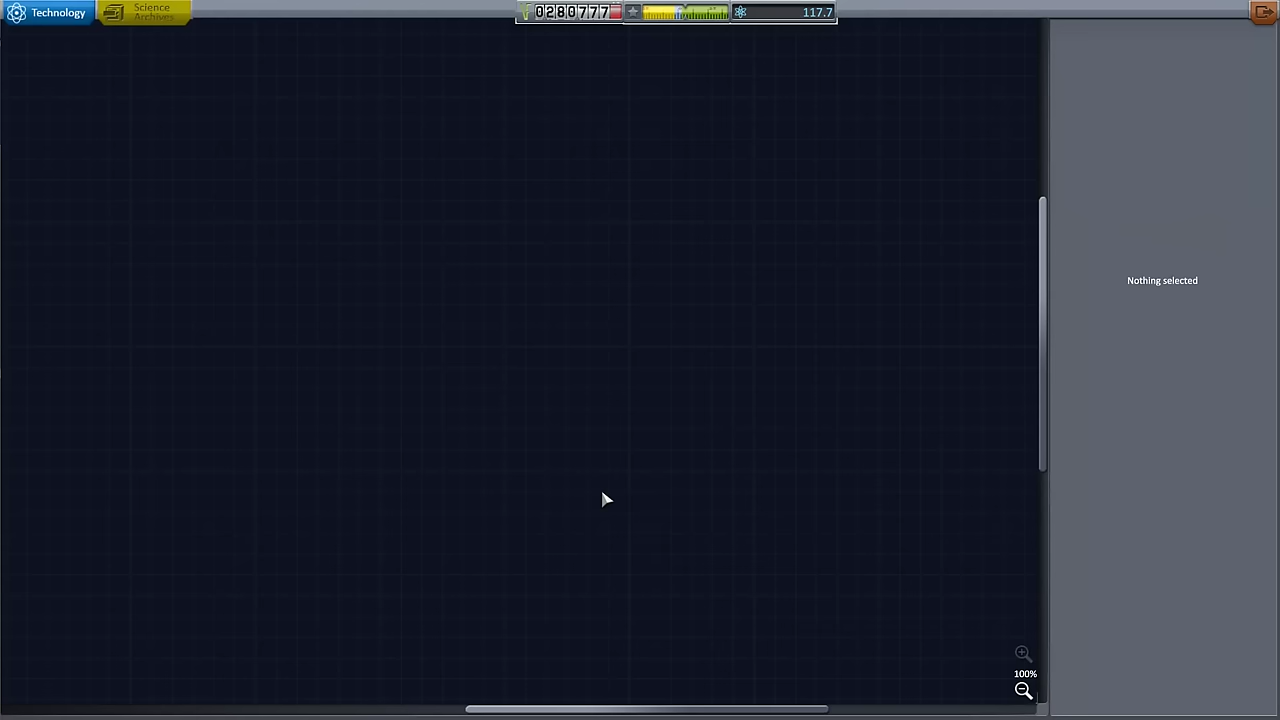 Technology
Science
Archives
0280777
117.7
Nothing selected
100%